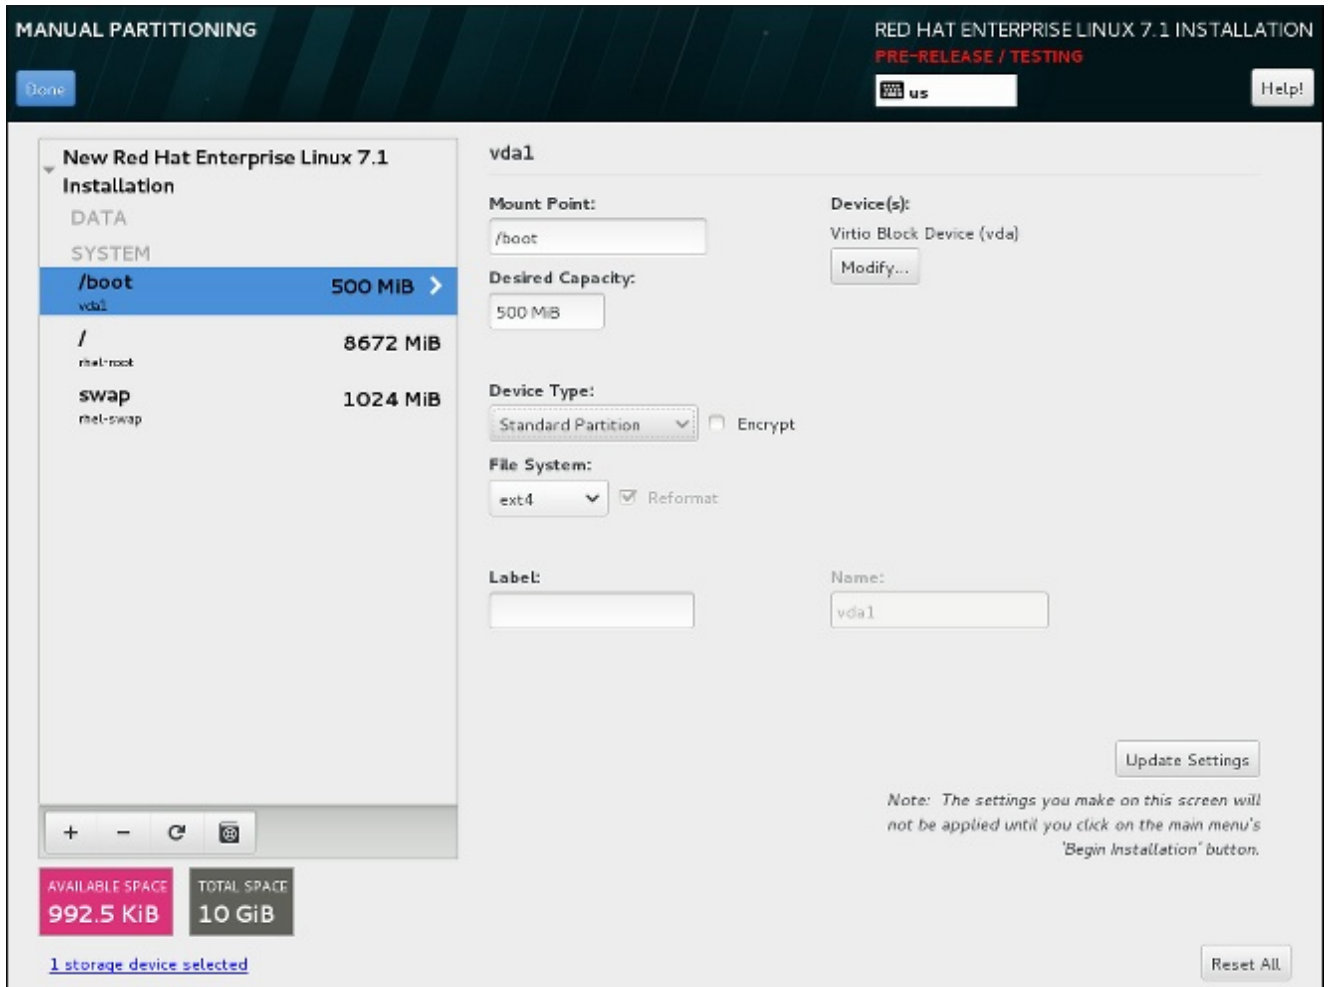 MANUAL PARTITIONING
RED HAT ENTERPRISE LINUX 7.1 INSTALLATION
PRE-RELEASE / TESTING
Done
us
Help!
New Red Hat Enterprise Linux 7.1
Installation
DATA
SYSTEM
/boot
500 MiB
vda1
/
8672 MiB
rhel-root
swap
1024 MiB
rhel-swap
+ -
AVAILABLE SPACE
992.5 KiB
TOTAL SPACE
10 GiB
1 storage device selected
vda1
Mount Point:
/boot
Desired Capacity:
500 MiB
Device(s):
Virtio Block Device (vda)
Modify...
Device Type:
Standard Partition
Encrypt
File System:
ext4
Reformat
Label:
Name:
vda1
Update Settings
Note: The settings you make on this screen will
not be applied until you click on the main menu's
'Begin Installation' button.
Reset All